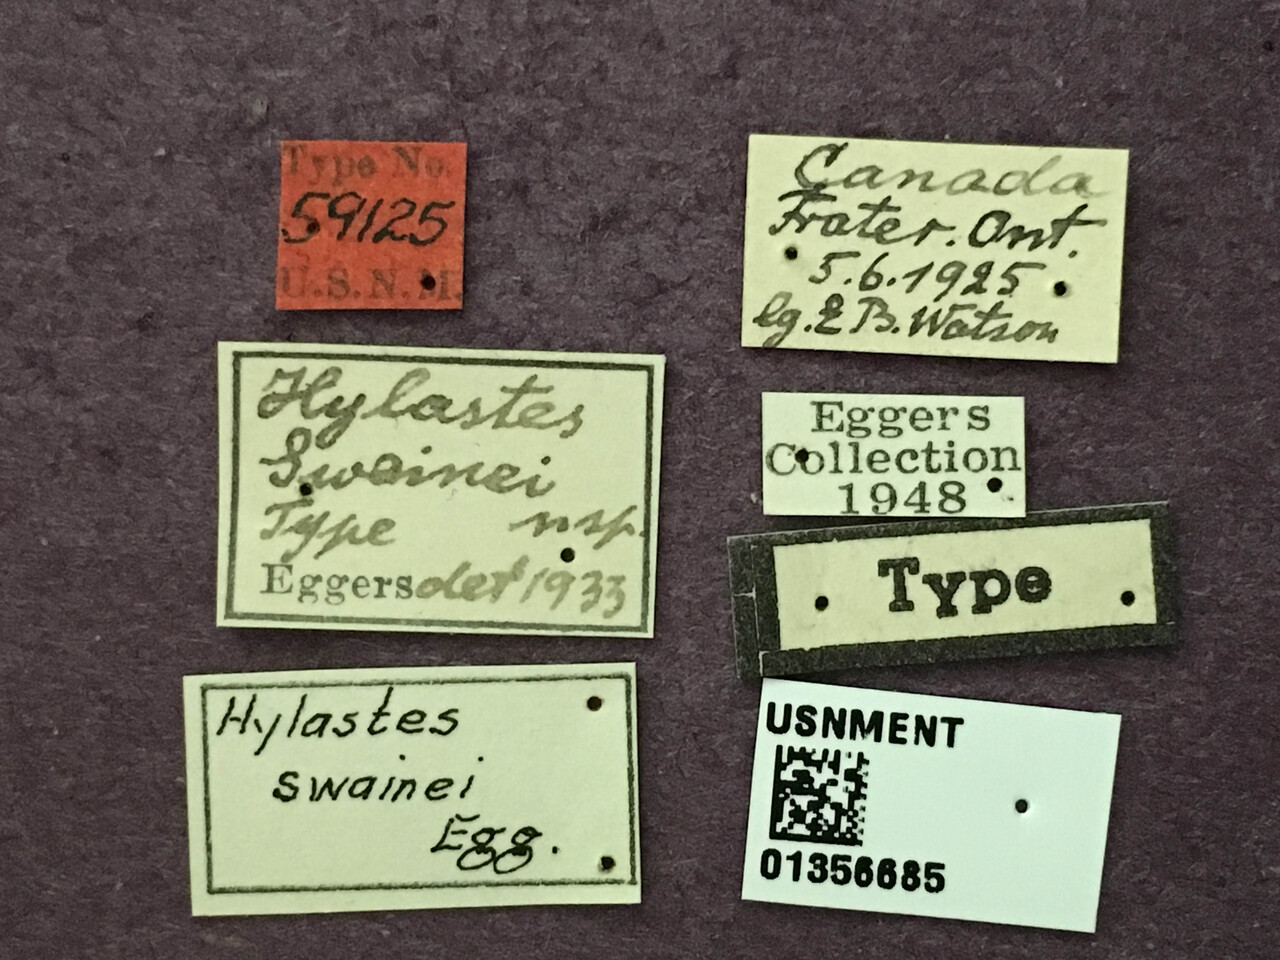 Type No.
59125
U.S.N.M.
Canada
Frater. Ont.
5.6.1925
lg. E B. Watson
Hylastes
Swainei
Type n sp.
Eggers det 1933
Eggers
Collection
1948
Type
Hylastes
swainei
Egg.
USNMENT
01356685